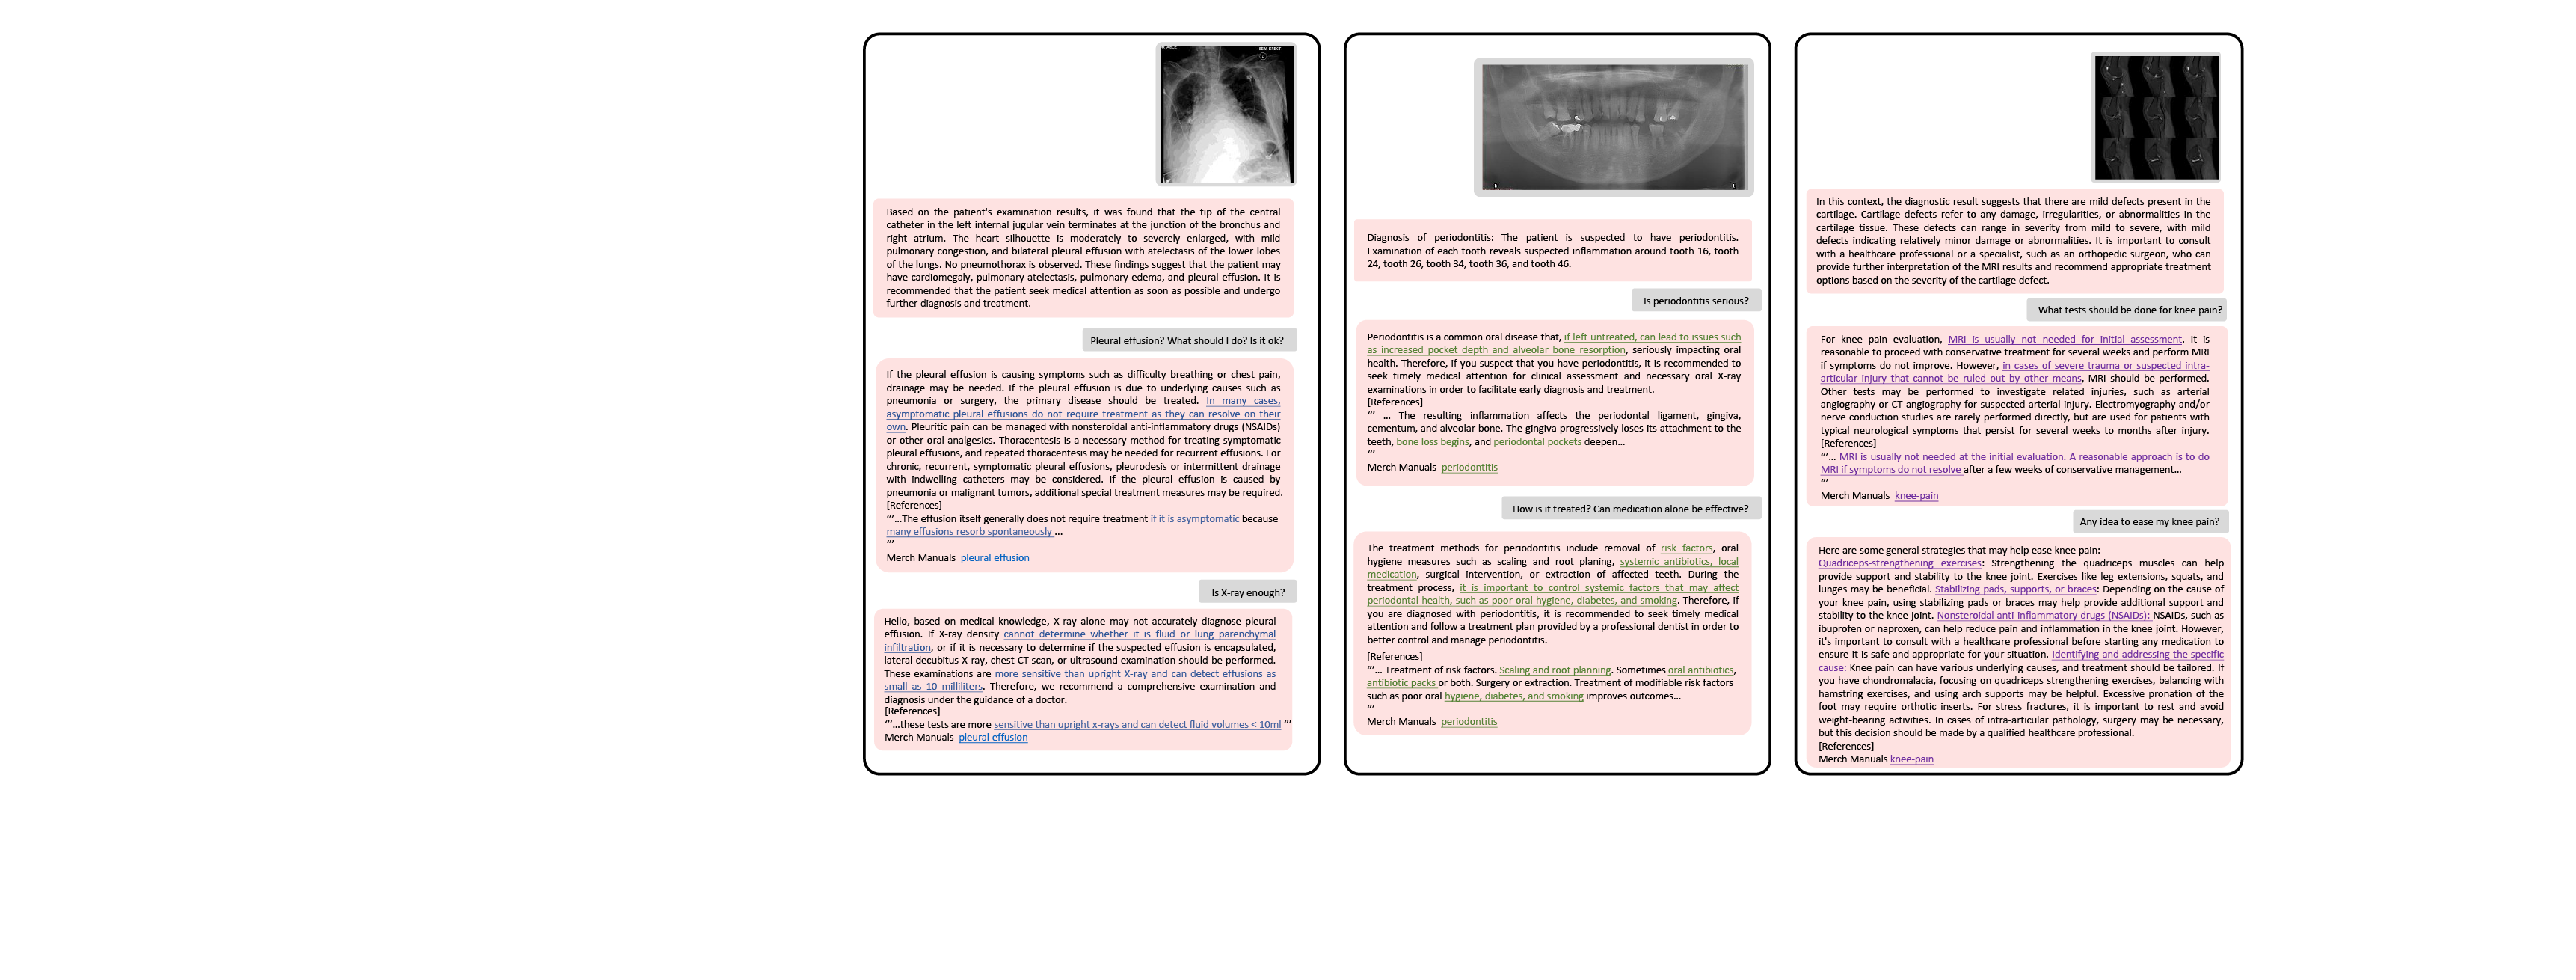 SEMI-ERECT
Based on the patient's examination results, it was found that the tip of the central
catheter in the left internal jugular vein terminates at the junction of the bronchus and
right atrium. The heart silhouette is moderately to severely enlarged, with mild
pulmonary congestion, and bilateral pleural effusion with atelectasis of the lower lobes
of the lungs. No pneumothorax is observed. These findings suggest that the patient may
have cardiomegaly, pulmonary atelectasis, pulmonary edema, and pleural effusion. It is
recommended that the patient seek medical attention as soon as possible and undergo
further diagnosis and treatment.
Pleural effusion? What should I do? Is it ok?
If the pleural effusion is causing symptoms such as difficulty breathing or chest pain,
drainage may be needed. If the pleural effusion is due to underlying causes such as
pneumonia or surgery, the primary disease should be treated. In many cases,
asymptomatic pleural effusions do not require treatment as they can resolve on their
own. Pleuritic pain can be managed with nonsteroidal anti-inflammatory drugs (NSAIDs)
or other oral analgesics. Thoracentesis is a necessary method for treating symptomatic
pleural effusions, and repeated thoracentesis may be needed for recurrent effusions. For
chronic, recurrent, symptomatic pleural effusions, pleurodesis or intermittent drainage
with indwelling catheters may be considered. If the pleural effusion is caused by
pneumonia or malignant tumors, additional special treatment measures may be required.
[References]
“”...The effusion itself generally does not require treatment if it is asymptomatic because
many effusions resorb spontaneously ...
“”
Merch Manuals pleural effusion
Is X-ray enough?
Hello, based on medical knowledge, X-ray alone may not accurately diagnose pleural
effusion. If X-ray density cannot determine whether it is fluid or lung parenchymal
infiltration, or if it is necessary to determine if the suspected effusion is encapsulated,
lateral decubitus X-ray, chest CT scan, or ultrasound examination should be performed.
These examinations are more sensitive than upright X-ray and can detect effusions as
small as 10 milliliters. Therefore, we recommend a comprehensive examination and
diagnosis under the guidance of a doctor.
[References]
“”...these tests are more sensitive than upright x-rays and can detect fluid volumes < 10ml “”
Merch Manuals pleural effusion
Diagnosis of periodontitis: The patient is suspected to have periodontitis.
Examination of each tooth reveals suspected inflammation around tooth 16, tooth
24, tooth 26, tooth 34, tooth 36, and tooth 46.
Is periodontitis serious?
Periodontitis is a common oral disease that, if left untreated, can lead to issues such
as increased pocket depth and alveolar bone resorption, seriously impacting oral
health. Therefore, if you suspect that you have periodontitis, it is recommended to
seek timely medical attention for clinical assessment and necessary oral X-ray
examinations in order to facilitate early diagnosis and treatment.
[References]
“” ... The resulting inflammation affects the periodontal ligament, gingiva,
cementum, and alveolar bone. The gingiva progressively loses its attachment to the
teeth, bone loss begins, and periodontal pockets deepen...
“”
Merch Manuals periodontitis
How is it treated? Can medication alone be effective?
The treatment methods for periodontitis include removal of risk factors, oral
hygiene measures such as scaling and root planing, systemic antibiotics, local
medication, surgical intervention, or extraction of affected teeth. During the
treatment process, it is important to control systemic factors that may affect
periodontal health, such as poor oral hygiene, diabetes, and smoking. Therefore, if
you are diagnosed with periodontitis, it is recommended to seek timely medical
attention and follow a treatment plan provided by a professional dentist in order to
better control and manage periodontitis.
[References]
“”... Treatment of risk factors. Scaling and root planning. Sometimes oral antibiotics,
antibiotic packs or both. Surgery or extraction. Treatment of modifiable risk factors
such as poor oral hygiene, diabetes, and smoking improves outcomes...
“”
Merch Manuals periodontitis
In this context, the diagnostic result suggests that there are mild defects present in the
cartilage. Cartilage defects refer to any damage, irregularities, or abnormalities in the
cartilage tissue. These defects can range in severity from mild to severe, with mild
defects indicating relatively minor damage or abnormalities. It is important to consult
with a healthcare professional or a specialist, such as an orthopedic surgeon, who can
provide further interpretation of the MRI results and recommend appropriate treatment
options based on the severity of the cartilage defect.
What tests should be done for knee pain?
For knee pain evaluation, MRI is usually not needed for initial assessment. It is
reasonable to proceed with conservative treatment for several weeks and perform MRI
if symptoms do not improve. However, in cases of severe trauma or suspected intra-
articular injury that cannot be ruled out by other means, MRI should be performed.
Other tests may be performed to investigate related injuries, such as arterial
angiography or CT angiography for suspected arterial injury. Electromyography and/or
nerve conduction studies are rarely performed directly, but are used for patients with
typical neurological symptoms that persist for several weeks to months after injury.
[References]
“”... MRI is usually not needed at the initial evaluation. A reasonable approach is to do
MRI if symptoms do not resolve after a few weeks of conservative management...
“”
Merch Manuals knee-pain
Any idea to ease my knee pain?
Here are some general strategies that may help ease knee pain:
Quadriceps-strengthening exercises: Strengthening the quadriceps muscles can help
provide support and stability to the knee joint. Exercises like leg extensions, squats, and
lunges may be beneficial. Stabilizing pads, supports, or braces: Depending on the cause of
your knee pain, using stabilizing pads or braces may help provide additional support and
stability to the knee joint. Nonsteroidal anti-inflammatory drugs (NSAIDs): NSAIDs, such as
ibuprofen or naproxen, can help reduce pain and inflammation in the knee joint. However,
it's important to consult with a healthcare professional before starting any medication to
ensure it is safe and appropriate for your situation. Identifying and addressing the specific
cause: Knee pain can have various underlying causes, and treatment should be tailored. If
you have chondromalacia, focusing on quadriceps strengthening exercises, balancing with
hamstring exercises, and using arch supports may be helpful. Excessive pronation of the
foot may require orthotic inserts. For stress fractures, it is important to rest and avoid
weight-bearing activities. In cases of intra-articular pathology, surgery may be necessary,
but this decision should be made by a qualified healthcare professional.
[References]
Merch Manuals knee-pain